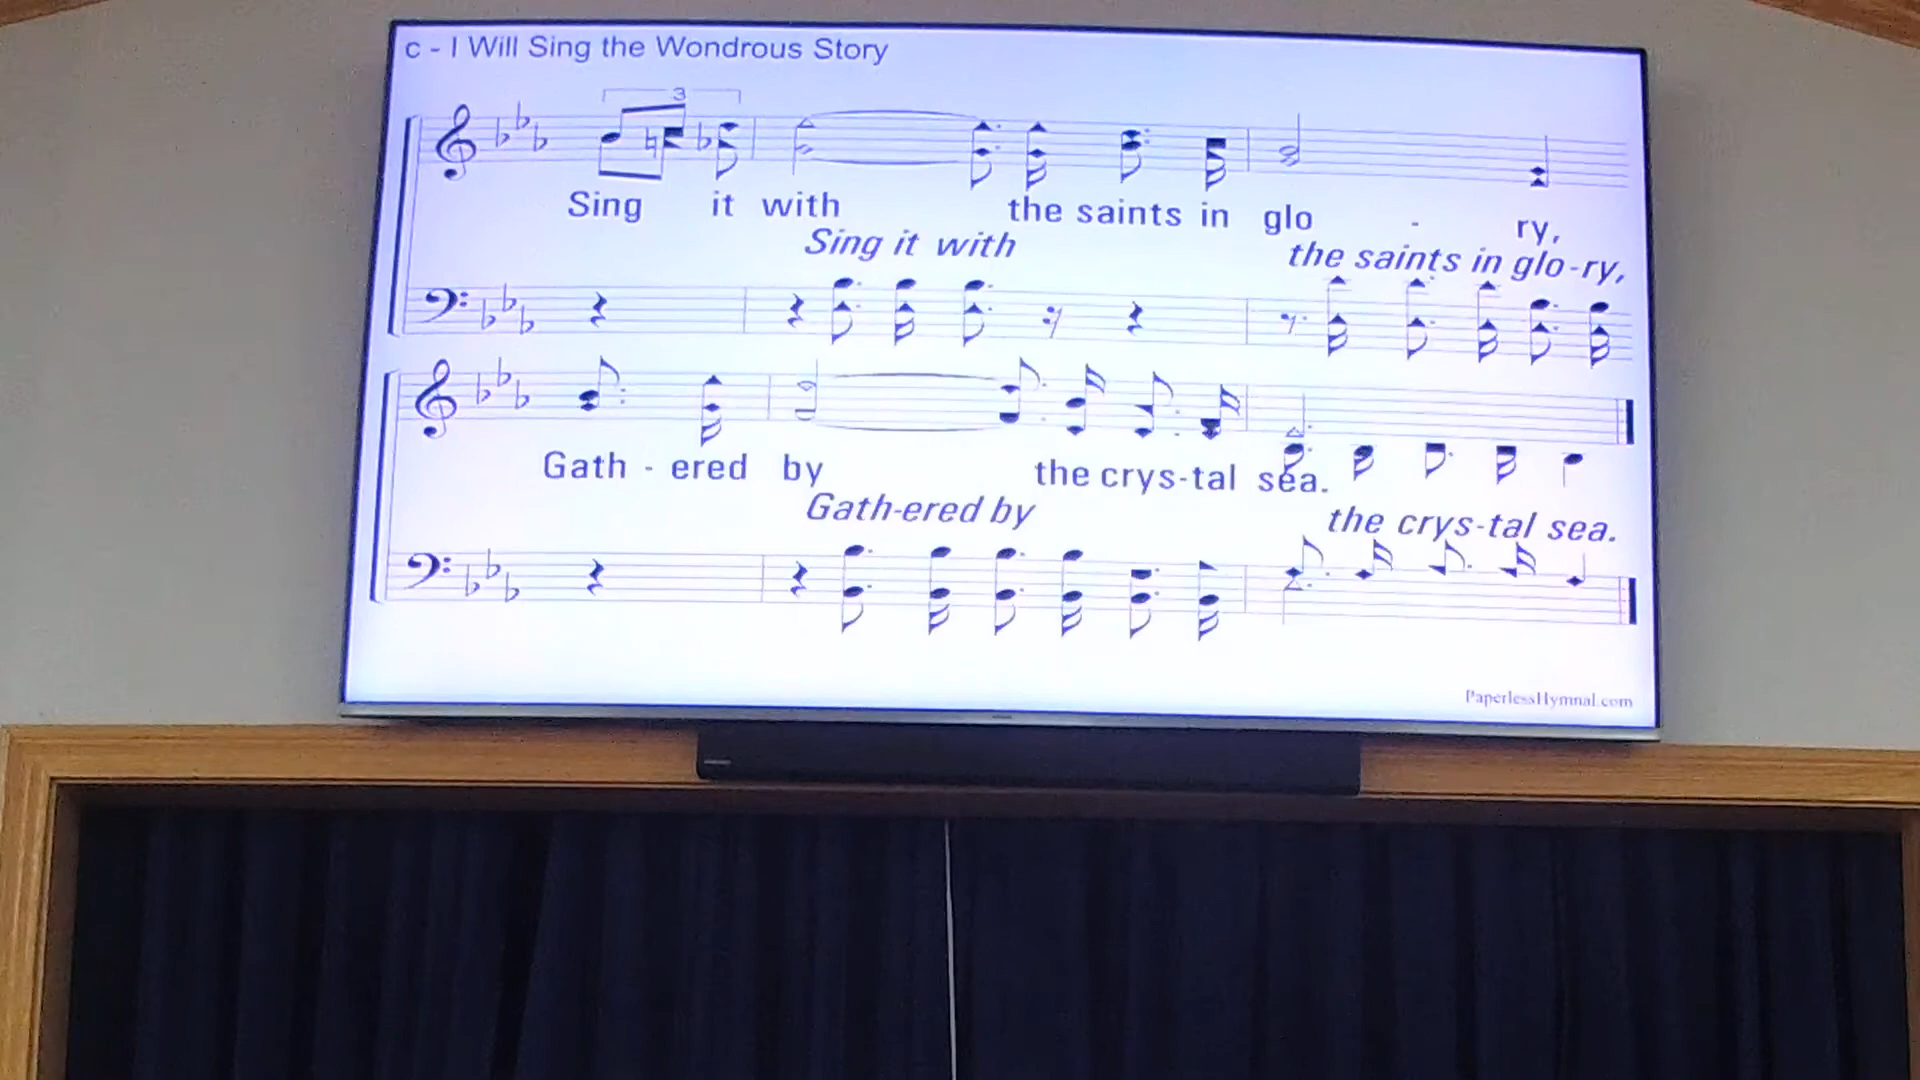 c - I Will Sing the Wondrous Story
3
Sing it with the saints in glo - ry,
Sing it with the saints in glo-ry,
Gath - ered by the crys-tal sea.
Gath-ered by the crys-tal sea.
PaperlessHymnal.com